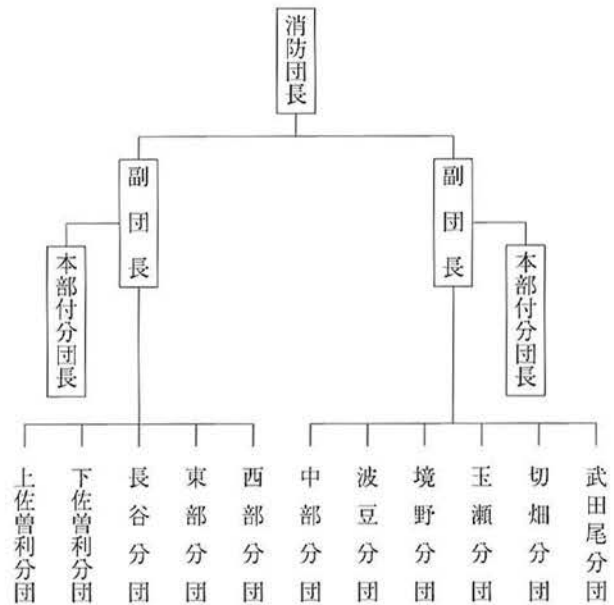 消防団長
副団長
副団長
本部付分団長
本部付分団長
上佐曽利分団
下佐曽利分団
長谷分団
東部分団
西部分団
中部分団
波豆分団
境野分団
玉瀬分団
切畑分団
武田尾分団